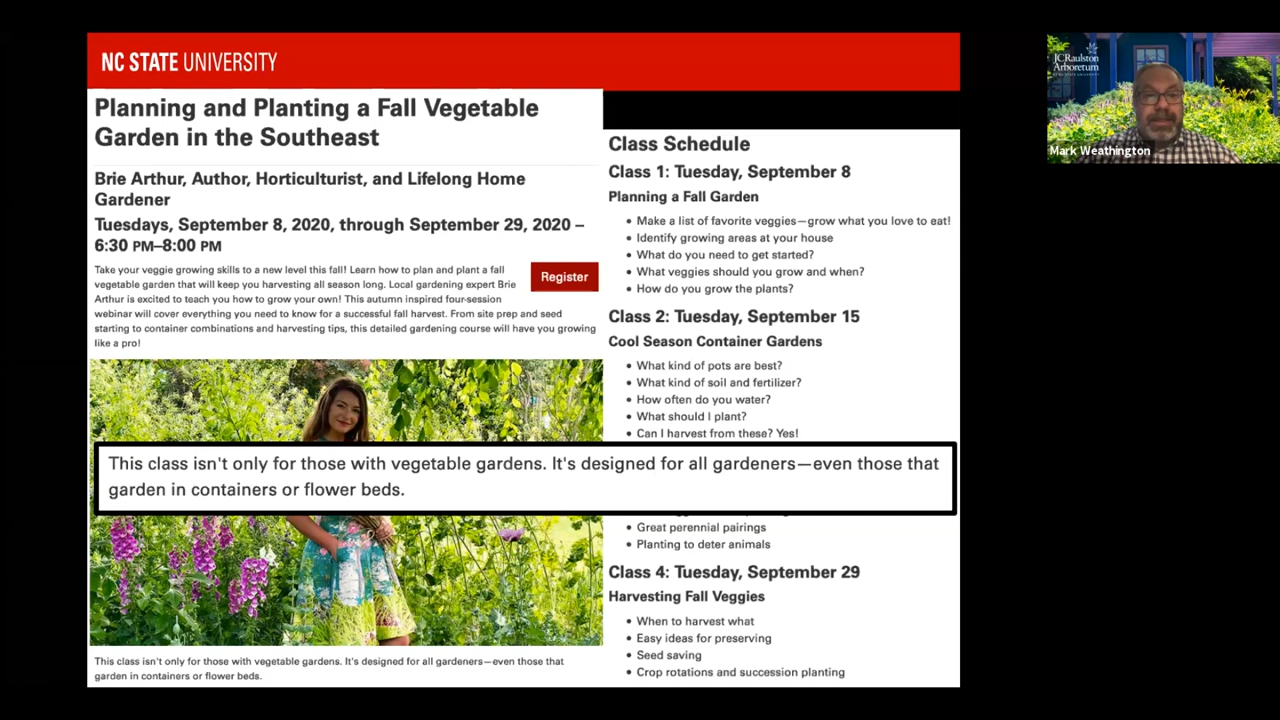 NC STATE UNIVERSITY
Planning and Planting a Fall Vegetable
Garden in the Southeast
Brie Arthur, Author, Horticulturist, and Lifelong Home
Gardener
Tuesdays, September 8, 2020, through September 29, 2020 –
6:30 PM–8:00 PM
Take your veggie growing skills to a new level this fall! Learn how to plan and plant a fall
vegetable garden that will keep you harvesting all season long. Local gardening expert Brie
Arthur is excited to teach you how to grow your own! This autumn inspired four-session
webinar will cover everything you need to know for a successful fall harvest. From site prep and seed
starting to container combinations and harvesting tips, this detailed gardening course will have you growing
like a pro!
Register
This class isn't only for those with vegetable gardens. It's designed for all gardeners—even those that
garden in containers or flower beds.
This class isn't only for those with vegetable gardens. It's designed for all gardeners—even those that
garden in containers or flower beds.
Class Schedule
Class 1: Tuesday, September 8
Planning a Fall Garden
• Make a list of favorite veggies—grow what you love to eat!
• Identify growing areas at your house
• What do you need to get started?
• What veggies should you grow and when?
• How do you grow the plants?
Class 2: Tuesday, September 15
Cool Season Container Gardens
• What kind of pots are best?
• What kind of soil and fertilizer?
• How often do you water?
• What should I plant?
• Can I harvest from these? Yes!
• Great perennial pairings
• Planting to deter animals
Class 4: Tuesday, September 29
Harvesting Fall Veggies
• When to harvest what
• Easy ideas for preserving
• Seed saving
• Crop rotations and succession planting
JC Raulston
Arboretum
Mark Weathington